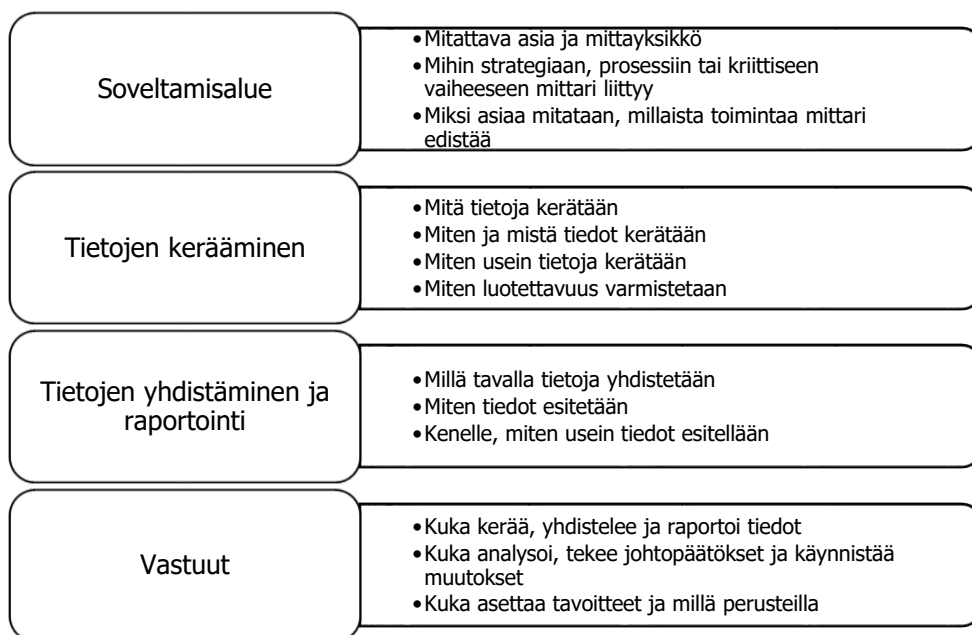 Soveltamisalue
•Mitattava asia ja mittayksikkö
•Mihin strategiaan, prosessiin tai kriittiseen
vaiheeseen mittari liittyy
•Miksi asiaa mitataan, millaista toimintaa mittari
edistää
Tietojen kerääminen
•Mitä tietoja kerätään
•Miten ja mistä tiedot kerätään
•Miten usein tietoja kerätään
•Miten luotettavuus varmistetaan
Tietojen yhdistäminen ja
raportointi
•Millä tavalla tietoja yhdistetään
•Miten tiedot esitetään
•Kenelle, miten usein tiedot esitellään
Vastuut
•Kuka kerää, yhdistelee ja raportoi tiedot
•Kuka analysoi, tekee johtopäätökset ja käynnistää
muutokset
•Kuka asettaa tavoitteet ja millä perusteilla